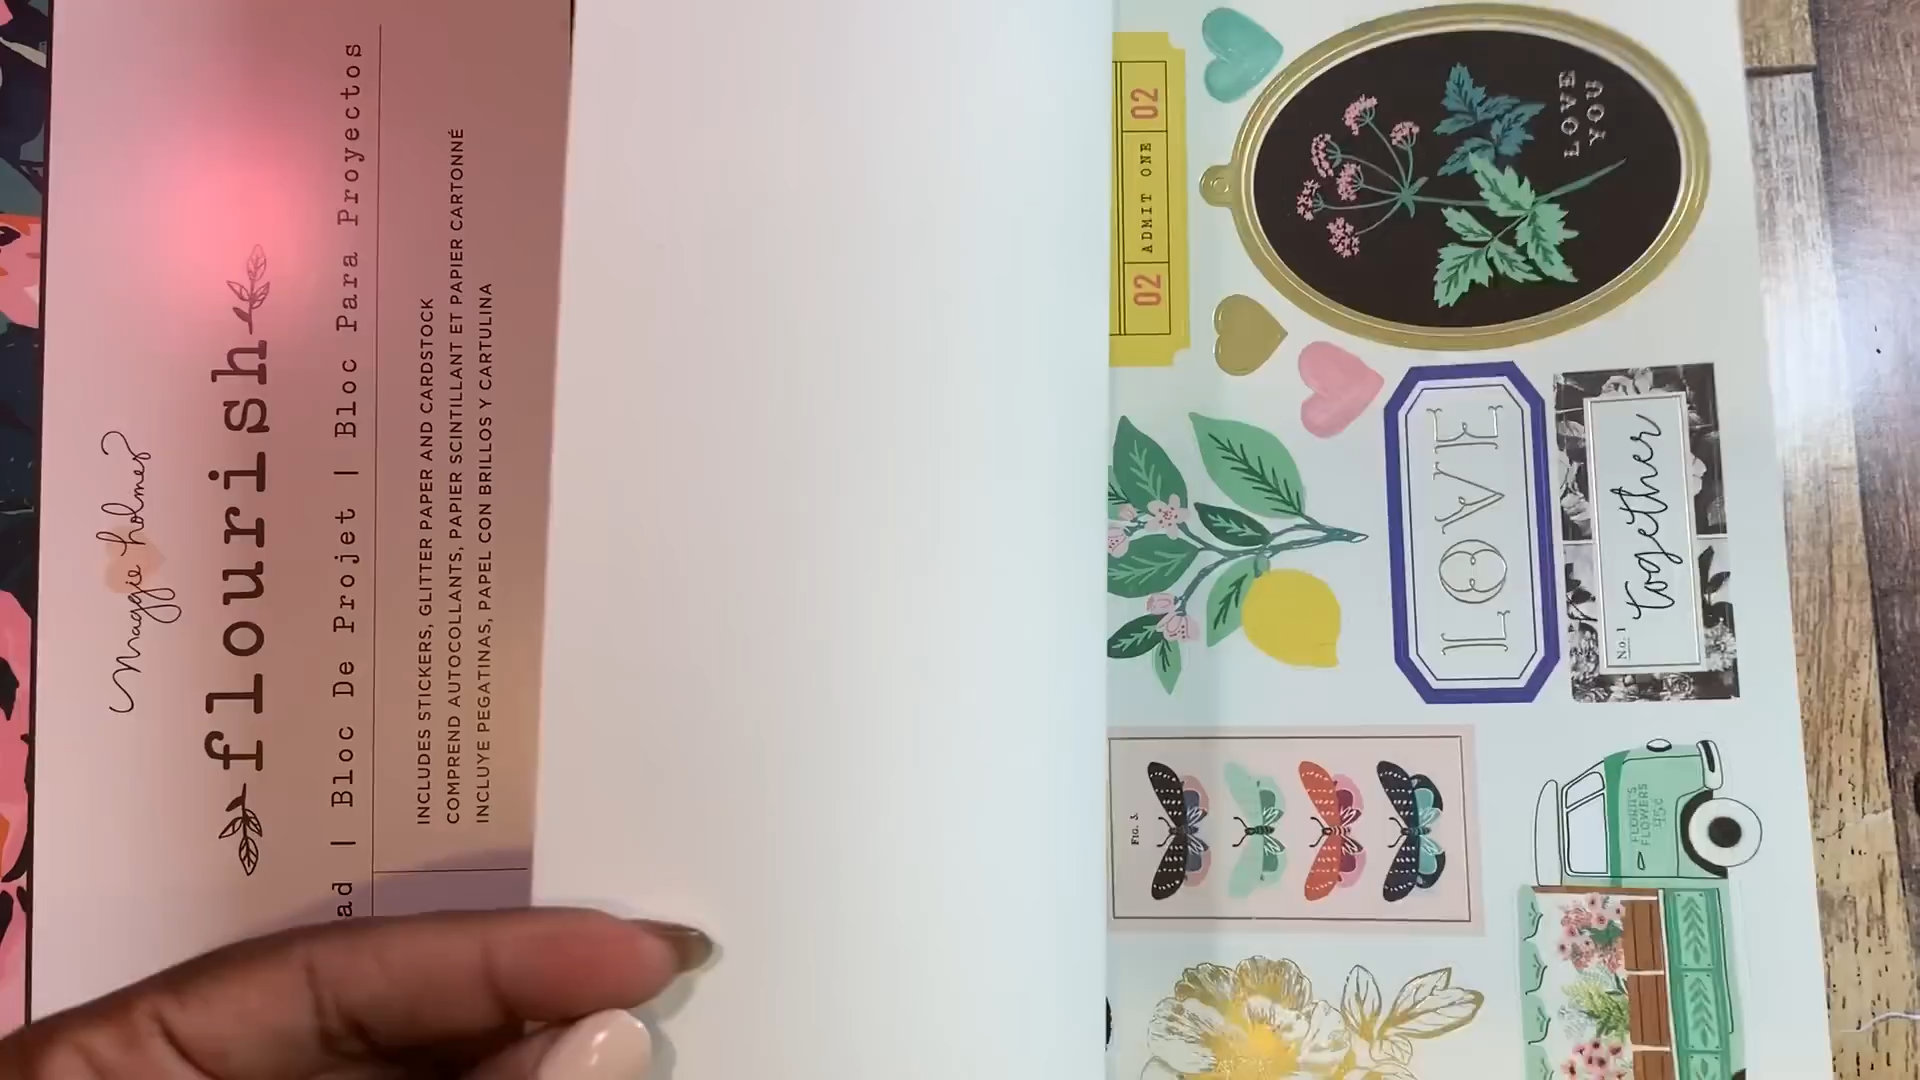 maggie holmes
flourish
ad | Bloc De Projet | Bloc Para Proyectos
INCLUDES STICKERS, GLITTER PAPER AND CARDSTOCK
COMPREND AUTOCOLLANTS, PAPIER SCINTILLANT ET PAPIER CARTONNÉ
INCLUYE PEGATINAS, PAPEL CON BRILLOS Y CARTULINA
02 ADMIT ONE 02
LOVE
YOU
LOVE
No. 1
together
FIG. 3.
FLORA'S
FLOWERS
45¢